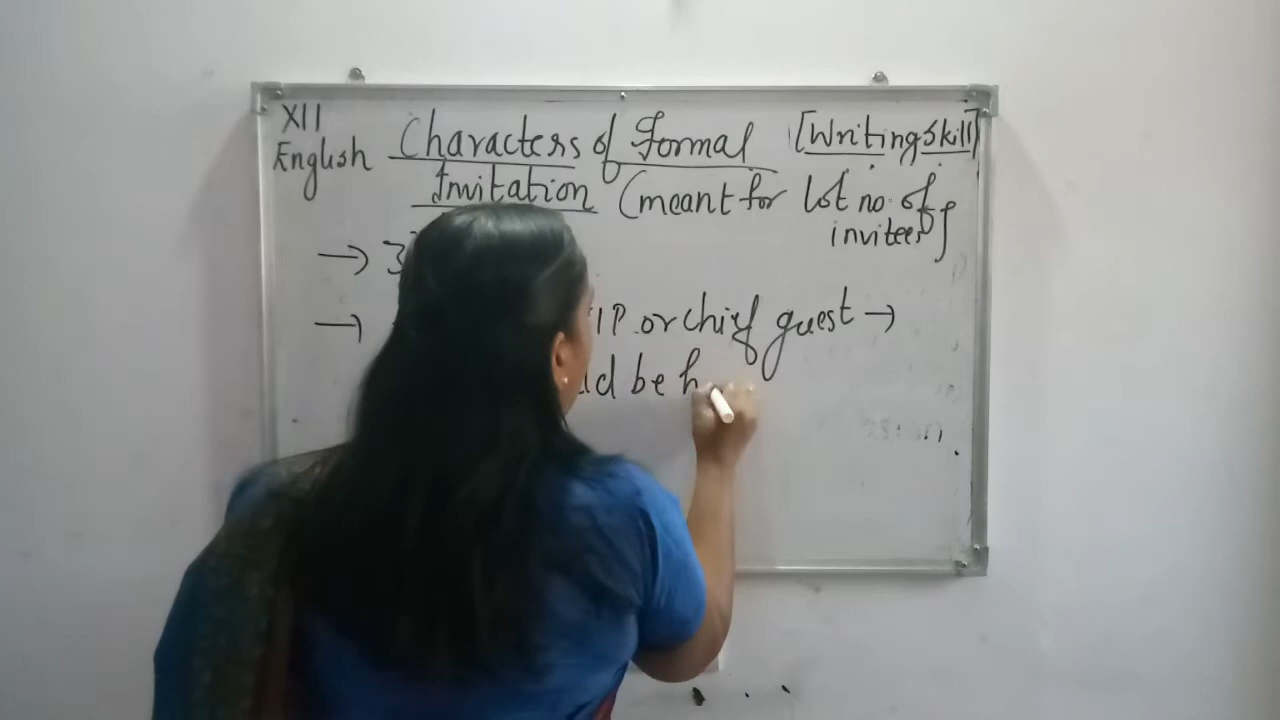 XII
English
Characters of Formal [Writing Skill]
Invitation (meant for lot no. of
invitees)
→ 3
→ VIP or chief guest →
be h